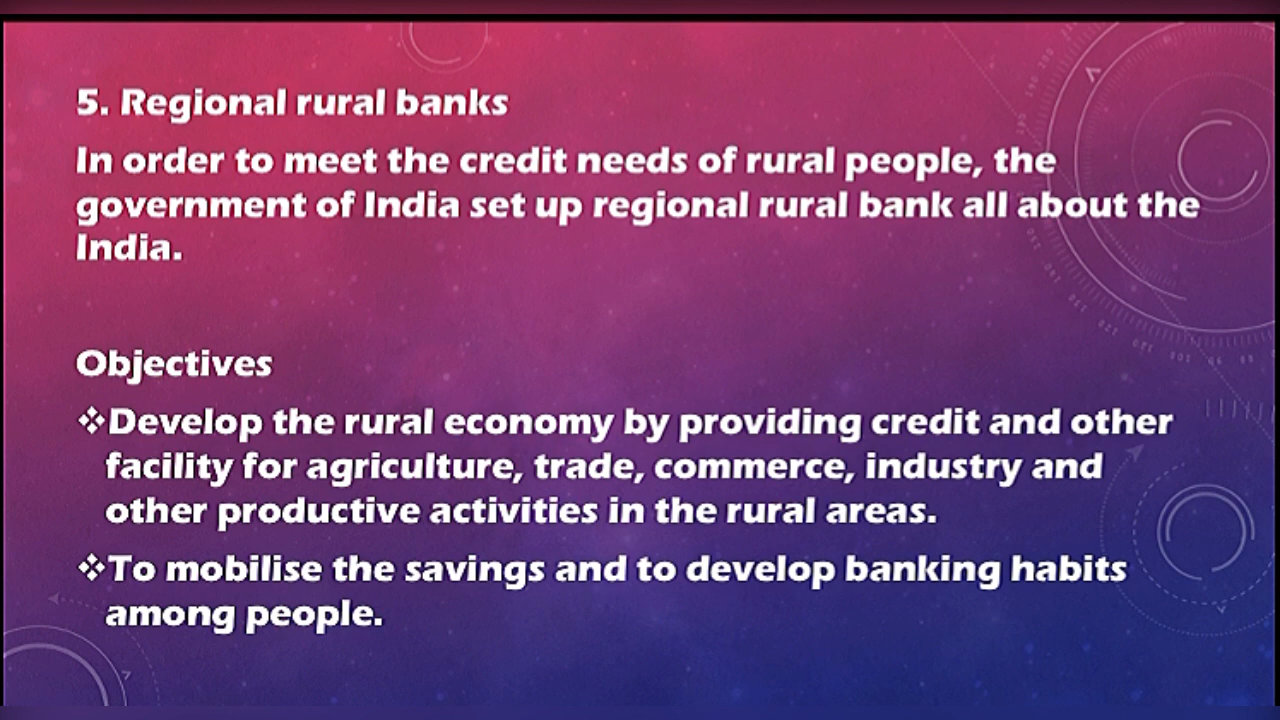 5. Regional rural banks
In order to meet the credit needs of rural people, the
government of India set up regional rural bank all about the
India.
Objectives
❖Develop the rural economy by providing credit and other
facility for agriculture, trade, commerce, industry and
other productive activities in the rural areas.
❖To mobilise the savings and to develop banking habits
among people.